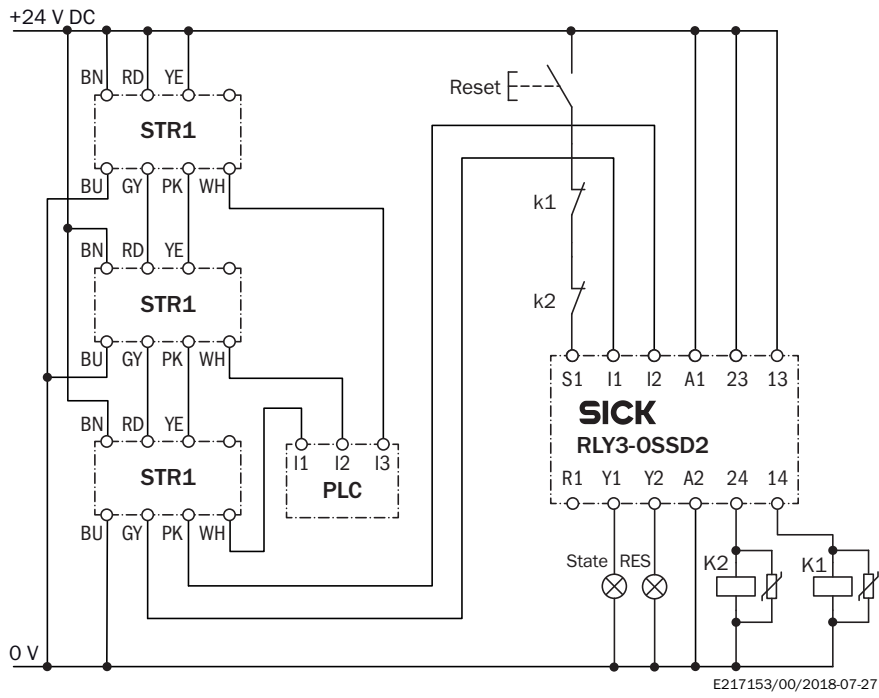 +24 V DC
BN RD YE
STR1
BU GY PK WH
BN RD YE
STR1
BU GY PK WH
BN RD YE
STR1
BU GY PK WH
I1 I2 I3
PLC
Reset
k1
k2
S1 I1 I2 A1 23 13
SICK
RLY3-OSSD2
R1 Y1 Y2 A2 24 14
State RES K2 K1
0 V
E217153/00/2018-07-27